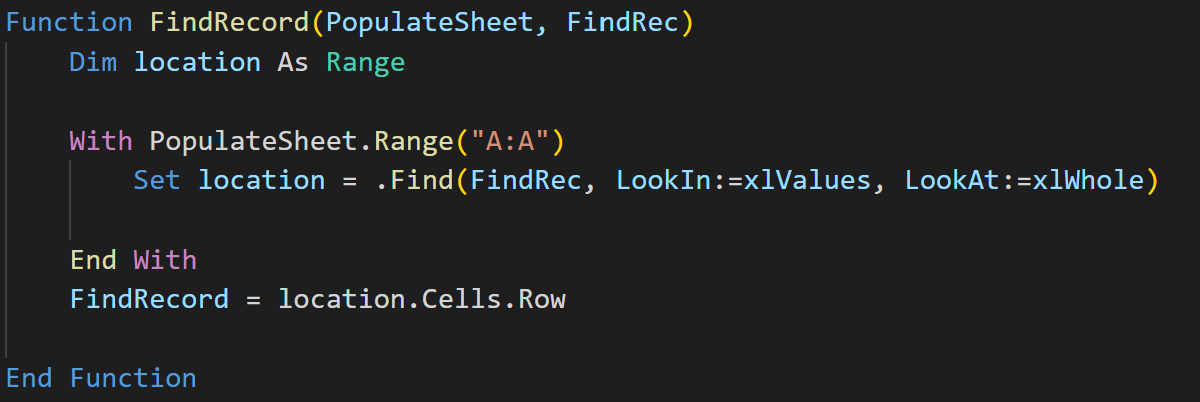 Function FindRecord(PopulateSheet, FindRec)
    Dim location As Range
    With PopulateSheet.Range("A:A")
        Set location = .Find(FindRec, LookIn:=xlValues, LookAt:=xlWhole)
    End With
    FindRecord = location.Cells.Row
End Function